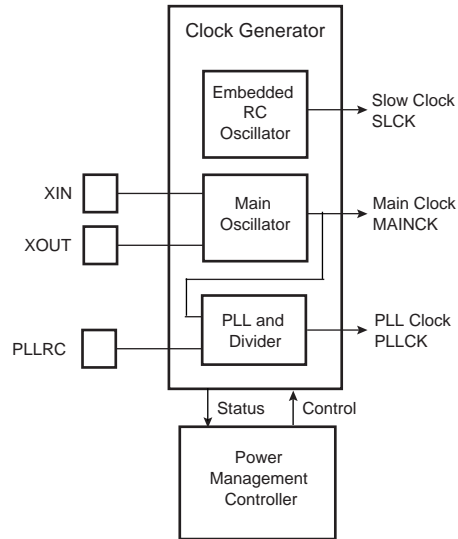 Clock Generator
Embedded
RC
Oscillator
Slow Clock
SLCK
XIN
Main
Oscillator
Main Clock
MAINCK
XOUT
PLL and
Divider
PLL Clock
PLLCK
PLLRC
Status
Control
Power
Management
Controller